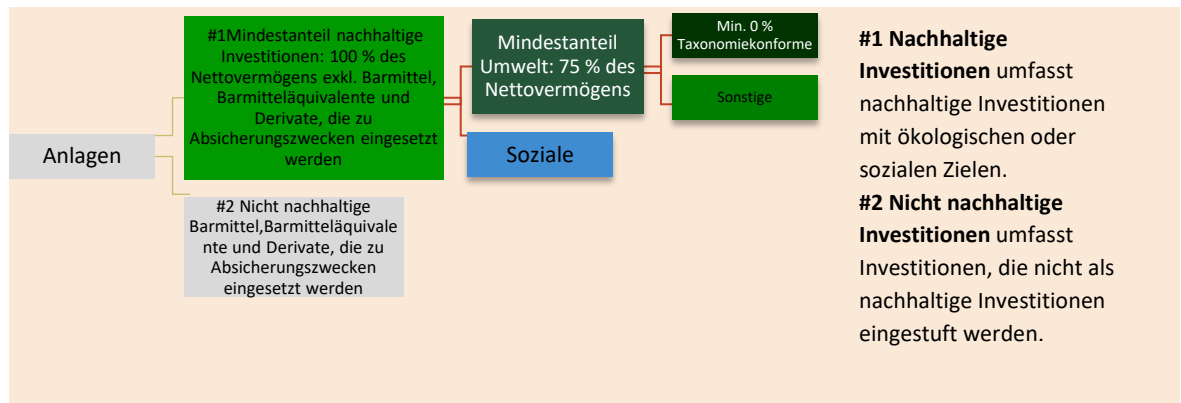 Anlagen
#1Mindestanteil nachhaltige
Investitionen: 100 % des
Nettovermögens exkl. Barmittel,
Barmitteläquivalente und
Derivate, die zu
Absicherungszwecken eingesetzt
werden
#2 Nicht nachhaltige
Barmittel,Barmitteläquivale
nte und Derivate, die zu
Absicherungszwecken
eingesetzt werden
Mindestanteil
Umwelt: 75 % des
Nettovermögens
Soziale
Min. 0 %
Taxonomiekonforme
Sonstige
#1 Nachhaltige
Investitionen umfasst
nachhaltige Investitionen
mit ökologischen oder
sozialen Zielen.
#2 Nicht nachhaltige
Investitionen umfasst
Investitionen, die nicht als
nachhaltige Investitionen
eingestuft werden.